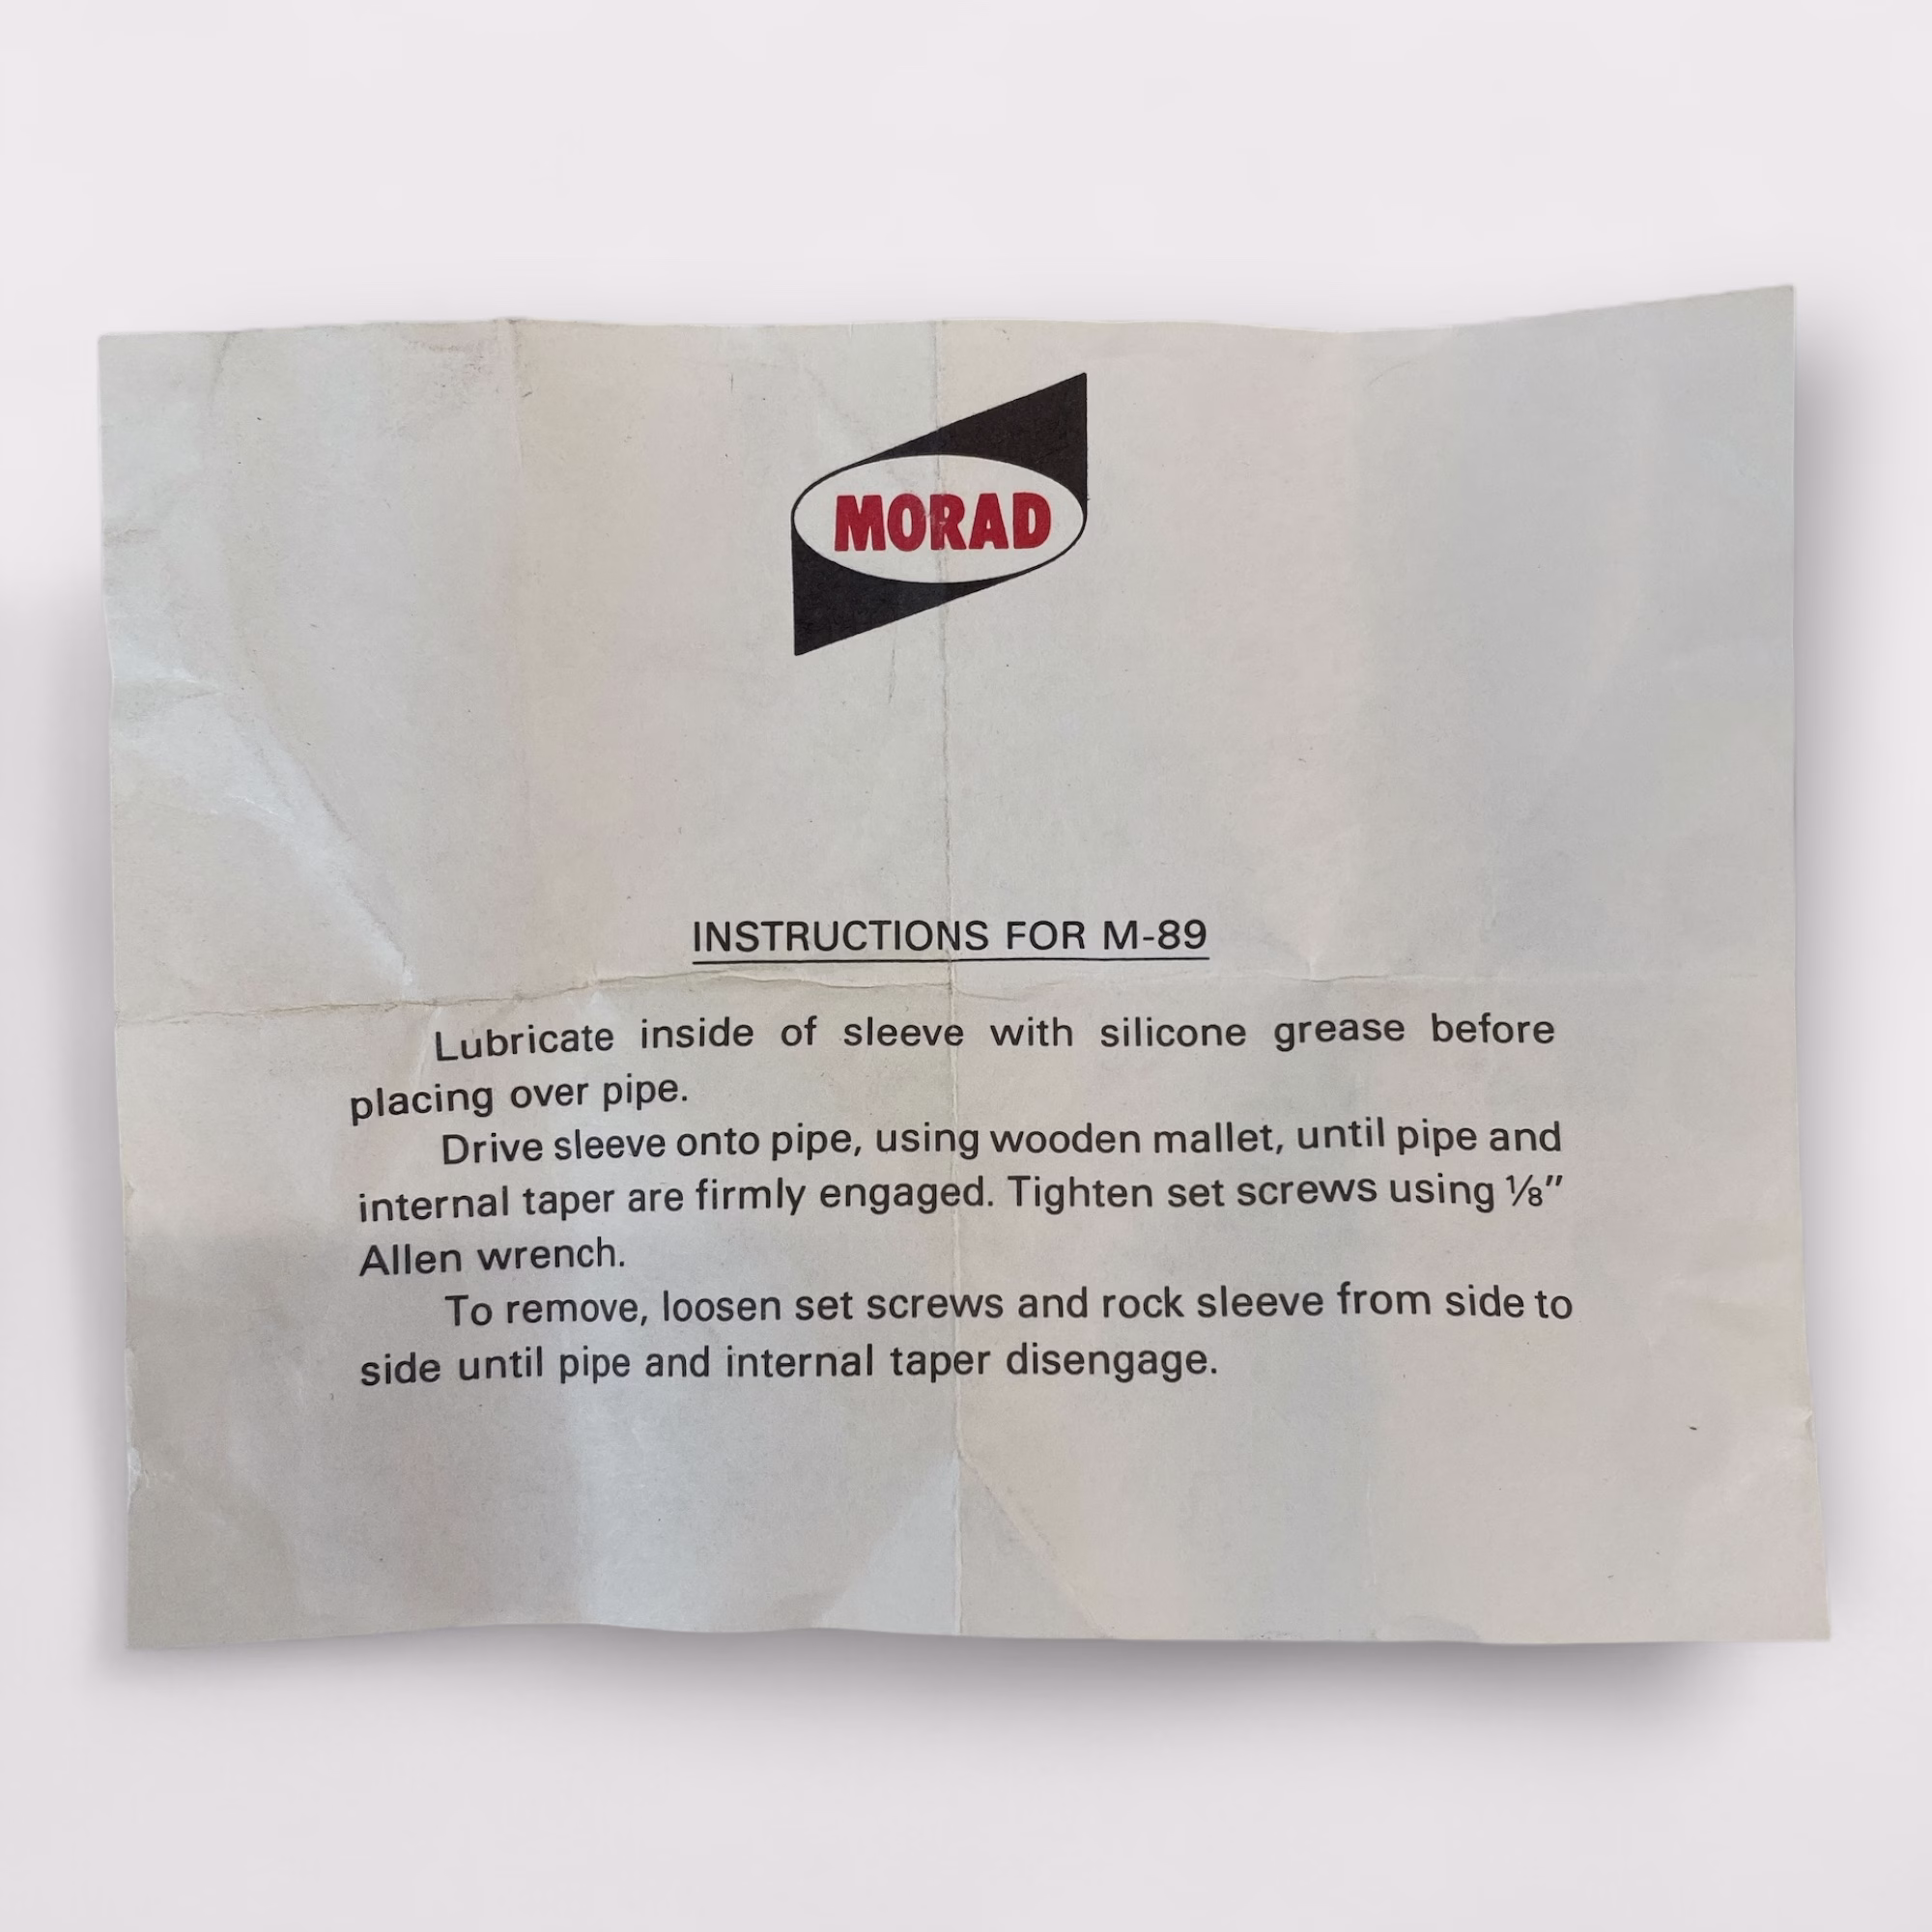 MORAD
INSTRUCTIONS FOR M-89
Lubricate inside of sleeve with silicone grease before
placing over pipe.
Drive sleeve onto pipe, using wooden mallet, until pipe and
internal taper are firmly engaged. Tighten set screws using ⅛"
Allen wrench.
To remove, loosen set screws and rock sleeve from side to
side until pipe and internal taper disengage.